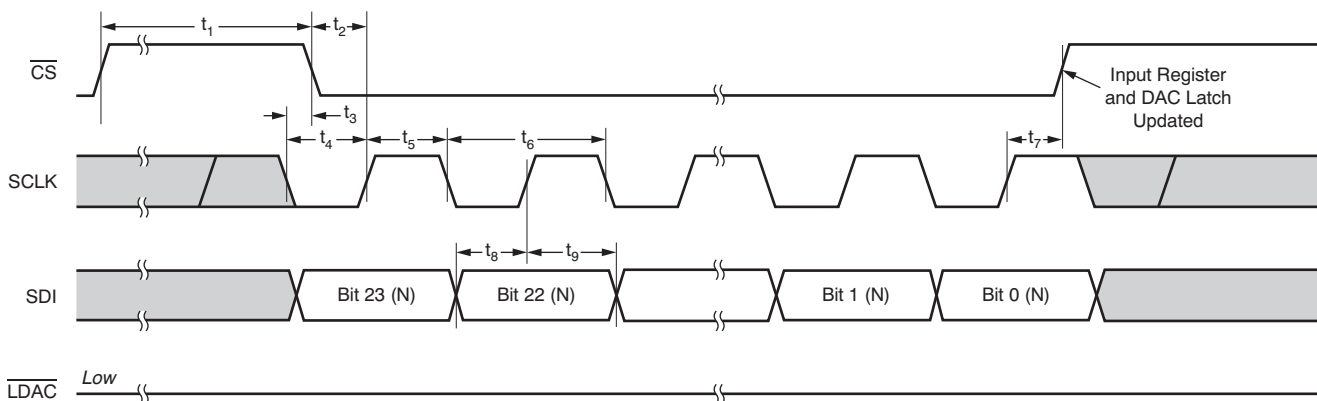 t1
t2
CS
Input Register
and DAC Latch
Updated
t3
t4
t5
t6
t7
SCLK
t8
t9
SDI
Bit 23 (N)
Bit 22 (N)
Bit 1 (N)
Bit 0 (N)
LDAC
Low